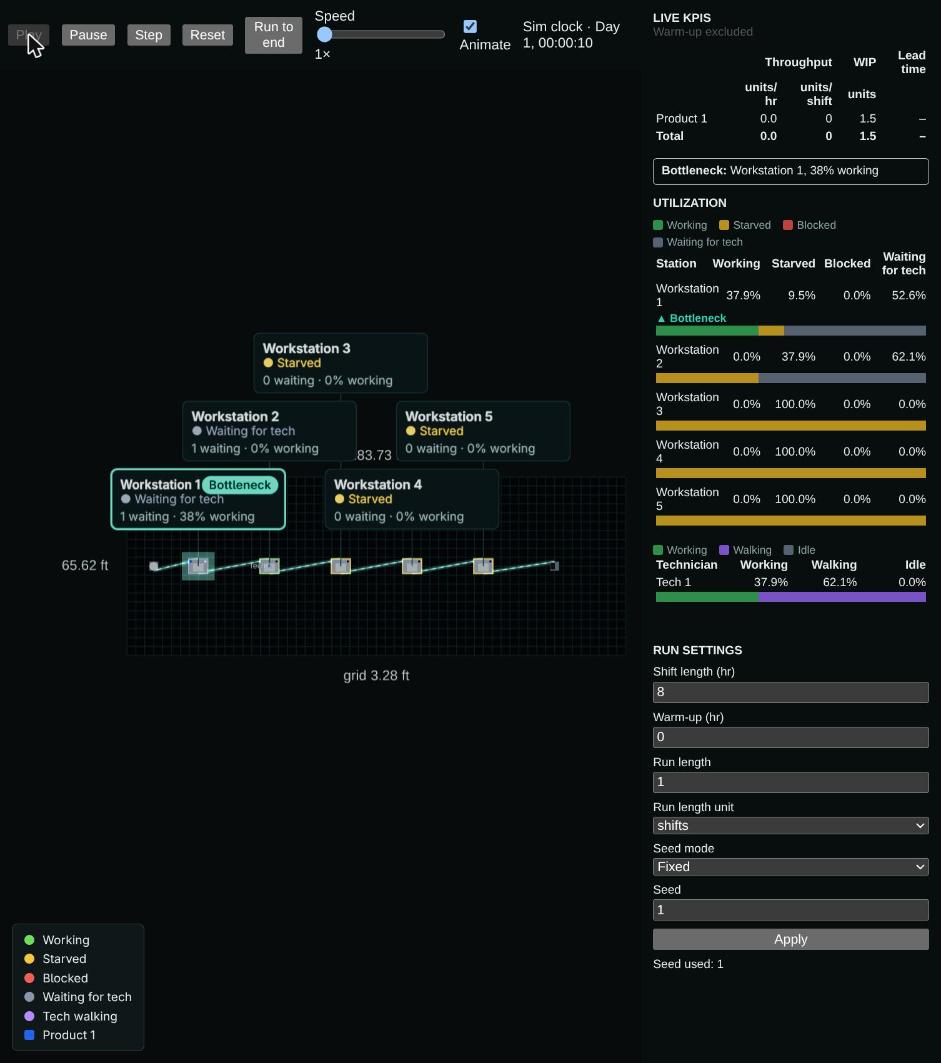 Play
Pause
Step
Reset
Run to
end
Speed
1×
Animate
Sim clock · Day
1, 00:00:10
Workstation 3
Starved
0 waiting · 0% working
Workstation 2
Waiting for tech
1 waiting · 0% working
Workstation 5
Starved
0 waiting · 0% working
83.73
Workstation 1
Bottleneck
Waiting for tech
1 waiting · 38% working
Workstation 4
Starved
0 waiting · 0% working
65.62 ft
grid 3.28 ft
Working
Starved
Blocked
Waiting for tech
Tech walking
Product 1
LIVE KPIS
Warm-up excluded
Throughput WIP Lead
time
units/
hr
units/
shift
units
Product 1 0.0 0 1.5 –
Total 0.0 0 1.5 –
Bottleneck: Workstation 1, 38% working
UTILIZATION
Working Starved Blocked
Waiting for tech
Station Working Starved Blocked Waiting
for tech
Workstation
1 37.9% 9.5% 0.0% 52.6%
▲ Bottleneck
Workstation
2 0.0% 37.9% 0.0% 62.1%
Workstation
3 0.0% 100.0% 0.0% 0.0%
Workstation
4 0.0% 100.0% 0.0% 0.0%
Workstation
5 0.0% 100.0% 0.0% 0.0%
Working Walking Idle
Technician Working Walking Idle
Tech 1 37.9% 62.1% 0.0%
RUN SETTINGS
Shift length (hr)
8
Warm-up (hr)
0
Run length
1
Run length unit
shifts
Seed mode
Fixed
Seed
1
Apply
Seed used: 1